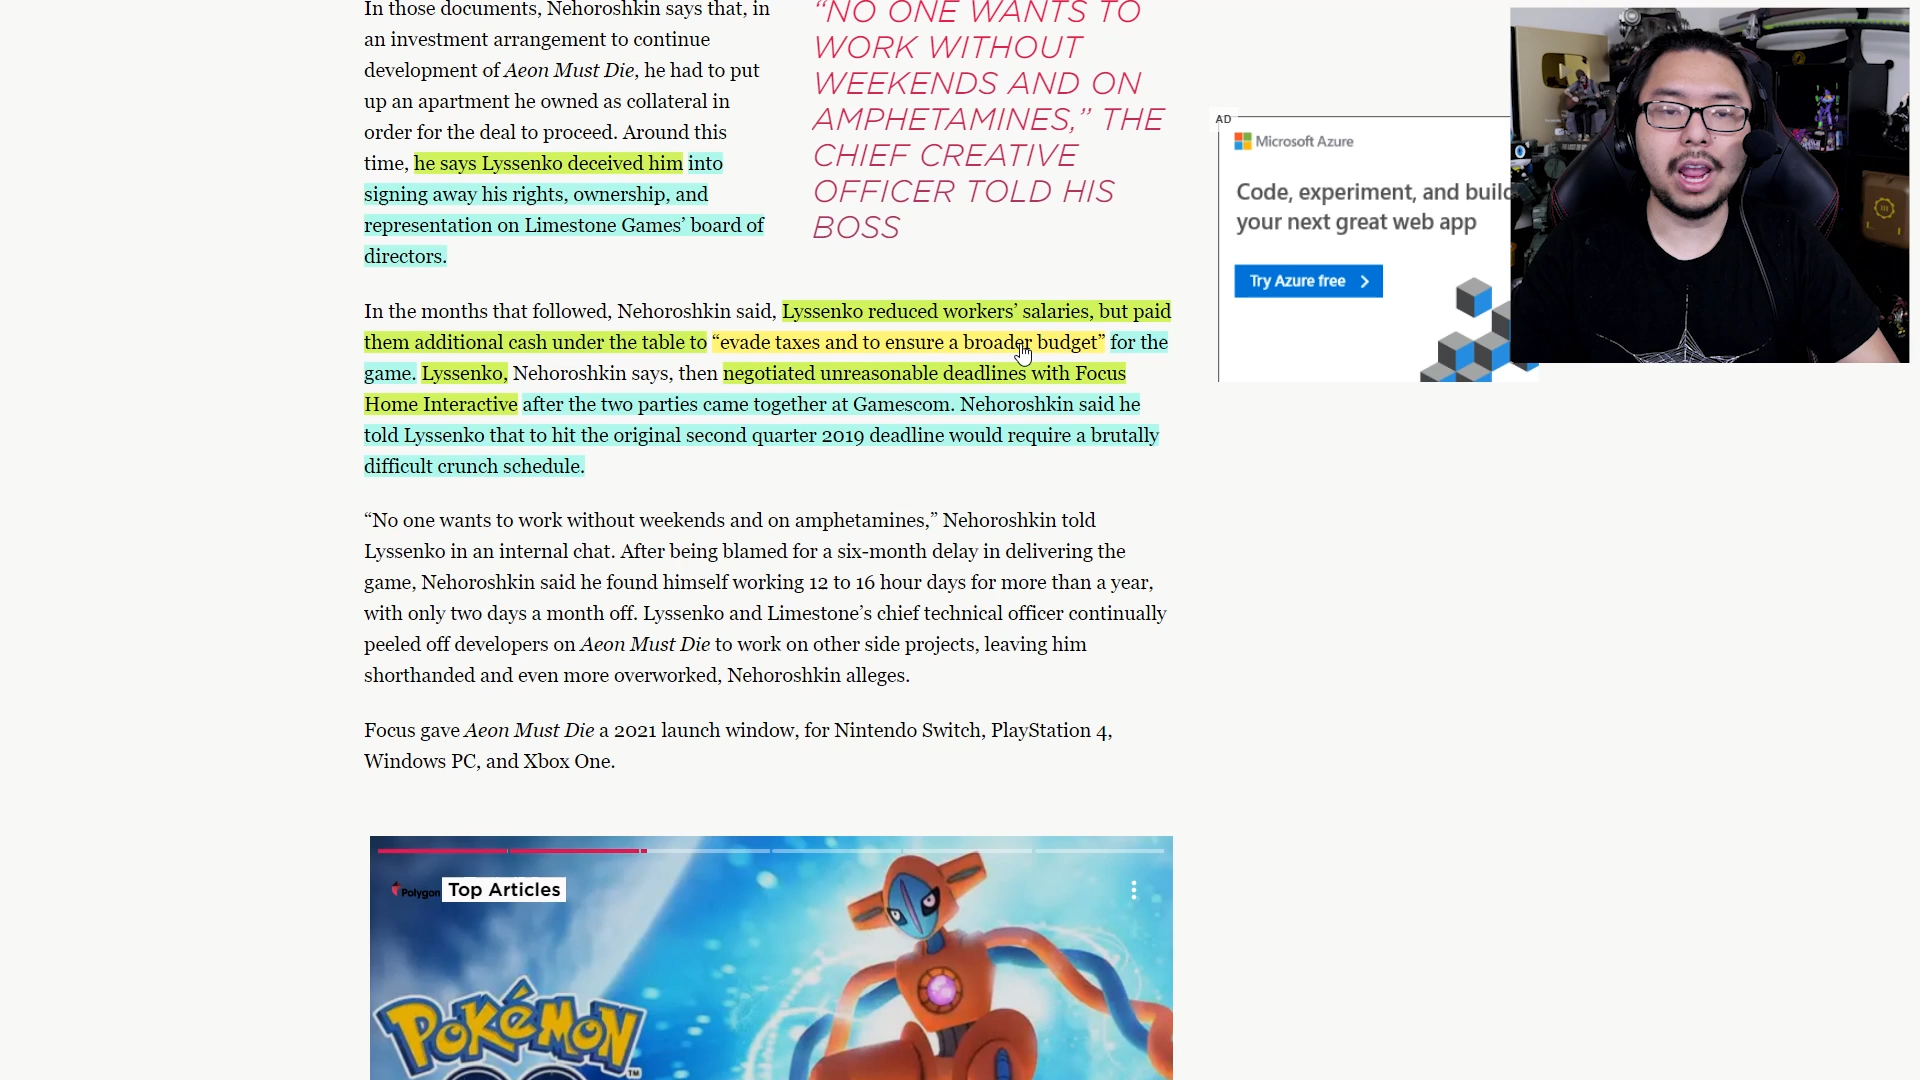 In those documents, Nehoroshkin says that, in
an investment arrangement to continue
development of Aeon Must Die, he had to put
up an apartment he owned as collateral in
order for the deal to proceed. Around this
time, he says Lyssenko deceived him into
signing away his rights, ownership, and
representation on Limestone Games’ board of
directors.
“NO ONE WANTS TO
WORK WITHOUT
WEEKENDS AND ON
AMPHETAMINES,” THE
CHIEF CREATIVE
OFFICER TOLD HIS
BOSS
In the months that followed, Nehoroshkin said, Lyssenko reduced workers’ salaries, but paid
them additional cash under the table to “evade taxes and to ensure a broader budget” for the
game. Lyssenko, Nehoroshkin says, then negotiated unreasonable deadlines with Focus
Home Interactive after the two parties came together at Gamescom. Nehoroshkin said he
told Lyssenko that to hit the original second quarter 2019 deadline would require a brutally
difficult crunch schedule.
“No one wants to work without weekends and on amphetamines,” Nehoroshkin told
Lyssenko in an internal chat. After being blamed for a six-month delay in delivering the
game, Nehoroshkin said he found himself working 12 to 16 hour days for more than a year,
with only two days a month off. Lyssenko and Limestone’s chief technical officer continually
peeled off developers on Aeon Must Die to work on other side projects, leaving him
shorthanded and even more overworked, Nehoroshkin alleges.
Focus gave Aeon Must Die a 2021 launch window, for Nintendo Switch, PlayStation 4,
Windows PC, and Xbox One.
AD
Microsoft Azure
Code, experiment, and build
your next great web app
Try Azure free
Polygon Top Articles
POKÉMON
TM